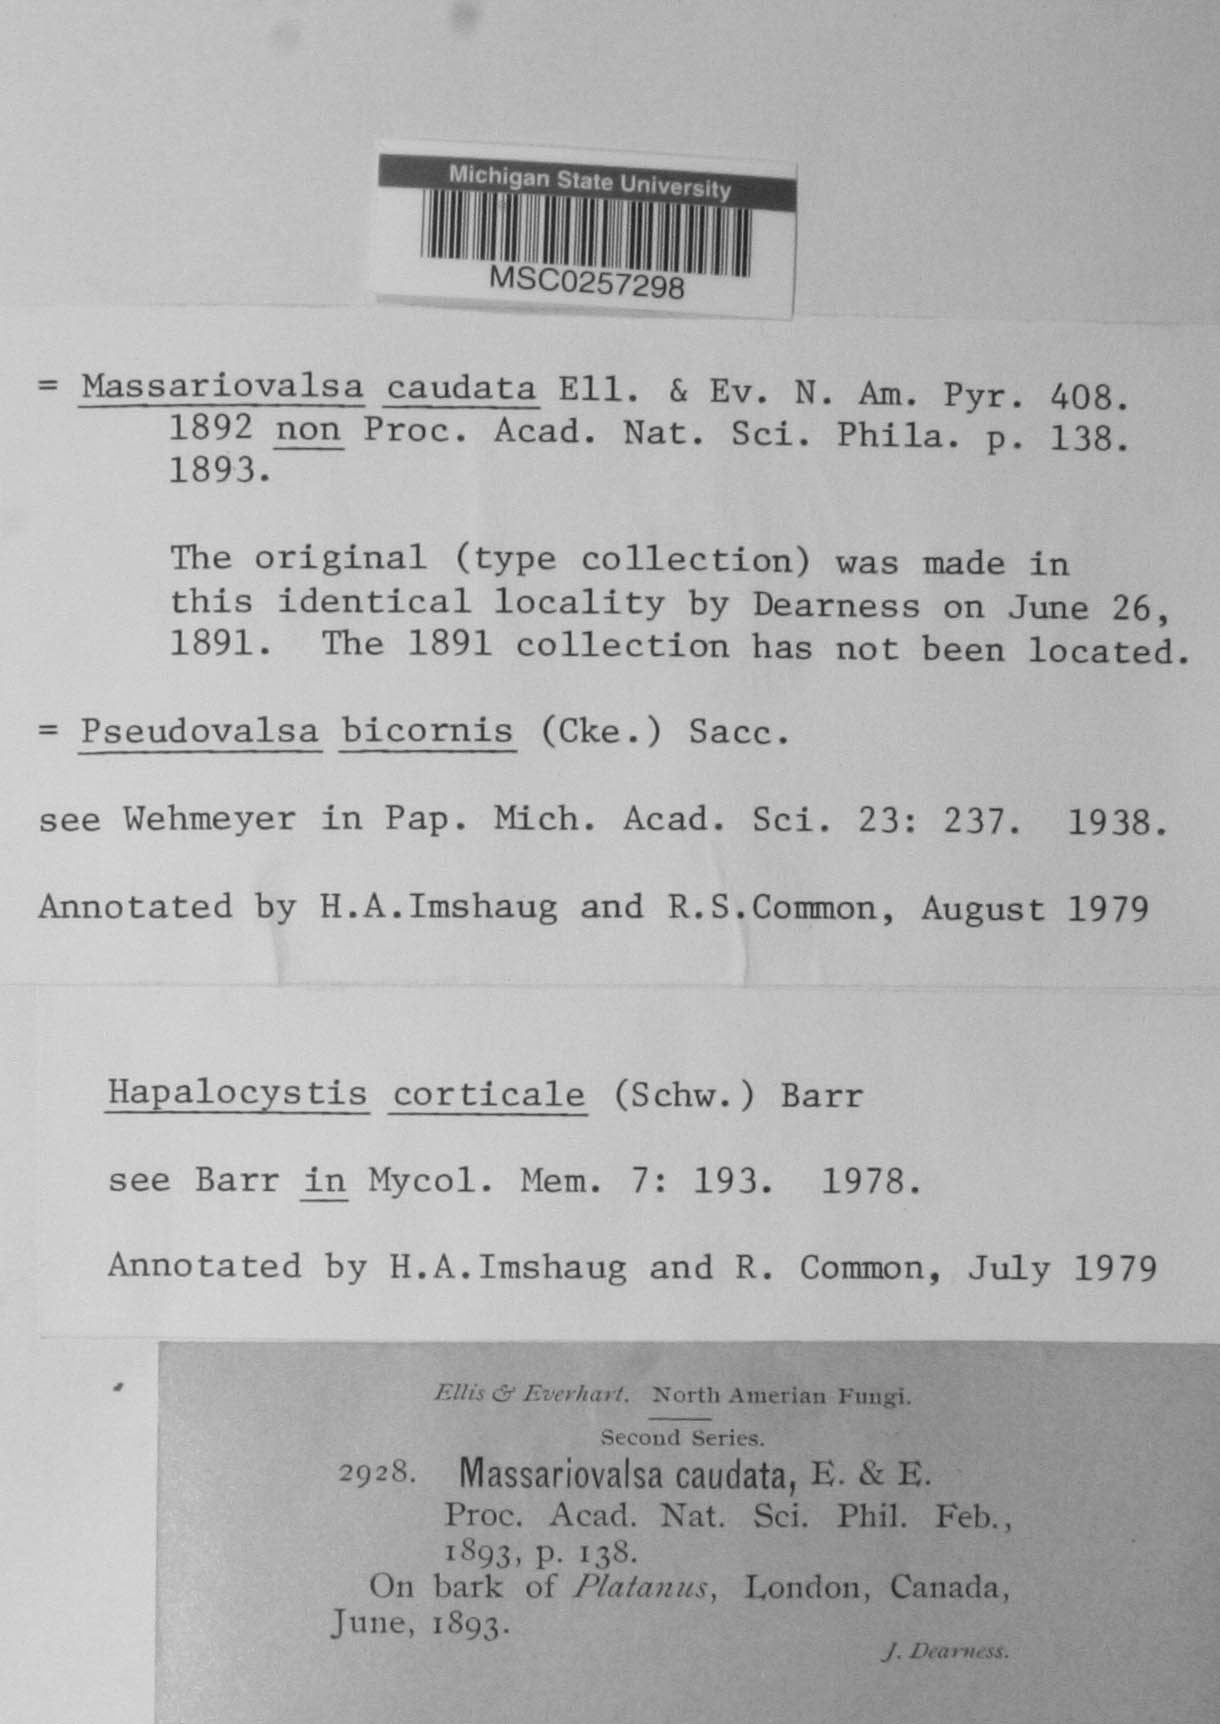 Michigan State University
MSC0257298
= Massariovalsa caudata Ell. & Ev. N. Am. Pyr. 408.
1892 non Proc. Acad. Nat. Sci. Phila. p. 138.
1893.
The original (type collection) was made in
this identical locality by Dearness on June 26,
1891. The 1891 collection has not been located.
= Pseudovalsa bicornis (Cke.) Sacc.
see Wehmeyer in Pap. Mich. Acad. Sci. 23: 237. 1938.
Annotated by H.A.Imshaug and R.S.Common, August 1979
Hapalocystis corticale (Schw.) Barr
see Barr in Mycol. Mem. 7: 193. 1978.
Annotated by H.A.Imshaug and R. Common, July 1979
Ellis & Everhart. North Amerian Fungi.
Second Series.
2928. Massariovalsa caudata, E. & E.
Proc. Acad. Nat. Sci. Phil. Feb.,
1893, p. 138.
On bark of Platanus, London, Canada,
June, 1893.
J. Dearness.